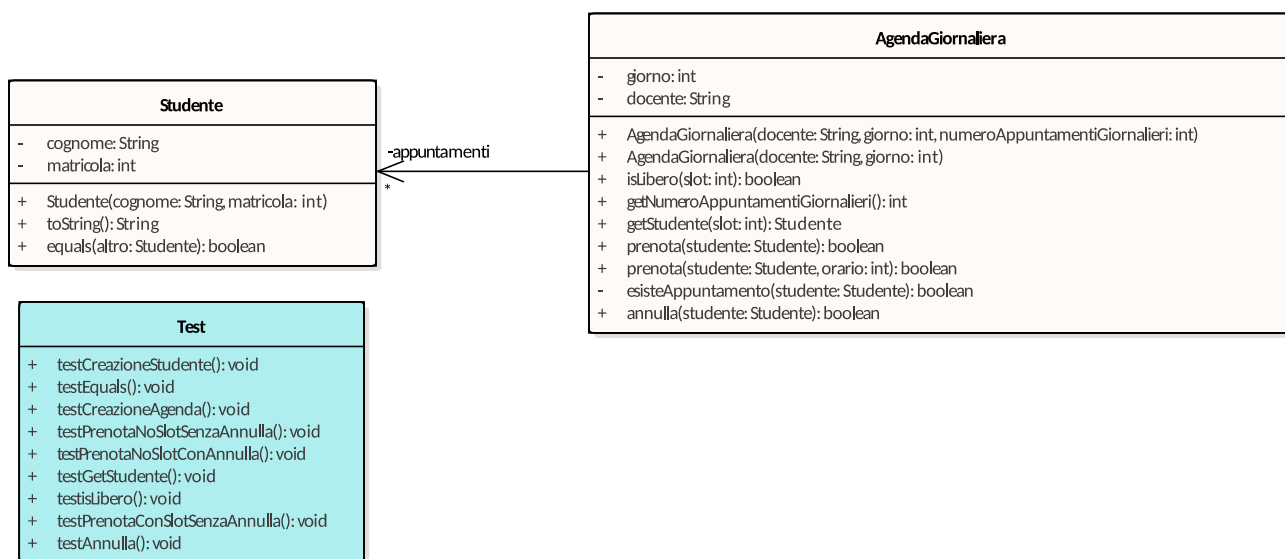 Studente
- cognome: String
- matricola: int
+ Studente(cognome: String, matricola: int)
+ toString(): String
+ equals(altro: Studente): boolean
-appuntamenti
*
AgendaGiornaliera
- giorno: int
- docente: String
+ AgendaGiornaliera(docente: String, giorno: int, numeroAppuntamentiGiornalieri: int)
+ AgendaGiornaliera(docente: String, giorno: int)
+ isLibero(slot: int): boolean
+ getNumeroAppuntamentiGiornalieri(): int
+ getStudente(slot: int): Studente
+ prenota(studente: Studente): boolean
+ prenota(studente: Studente, orario: int): boolean
- esisteAppuntamento(studente: Studente): boolean
+ annulla(studente: Studente): boolean
Test
+ testCreazioneStudente(): void
+ testEquals(): void
+ testCreazioneAgenda(): void
+ testPrenotaNoSlotSenzaAnnulla(): void
+ testPrenotaNoSlotConAnnulla(): void
+ testGetStudente(): void
+ testisLibero(): void
+ testPrenotaConSlotSenzaAnnulla(): void
+ testAnnulla(): void